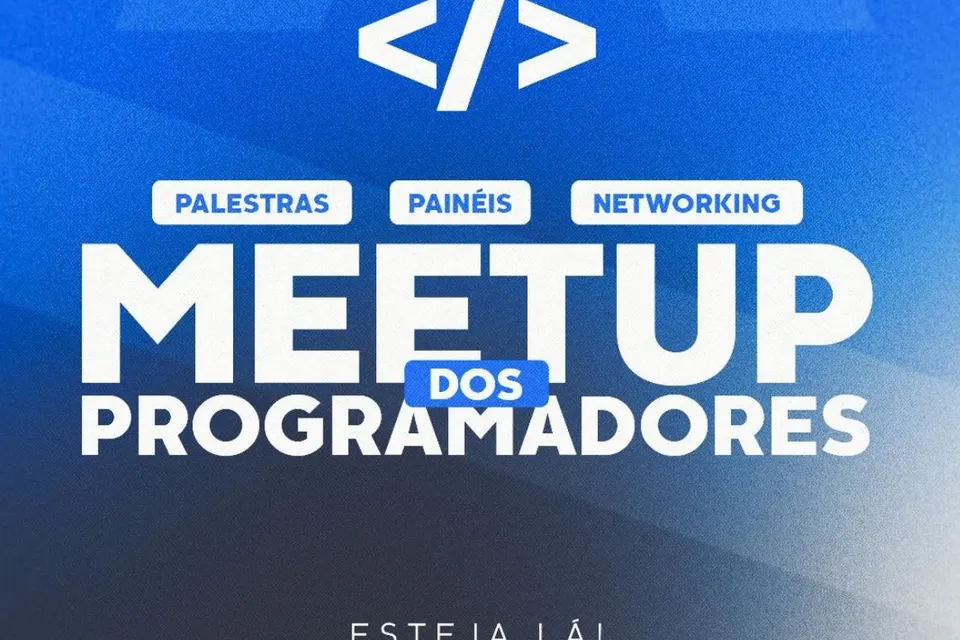 </>
PALESTRAS PAINÉIS NETWORKING
MEETUP
DOS
PROGRAMADORES
ESTEJA LÁ!